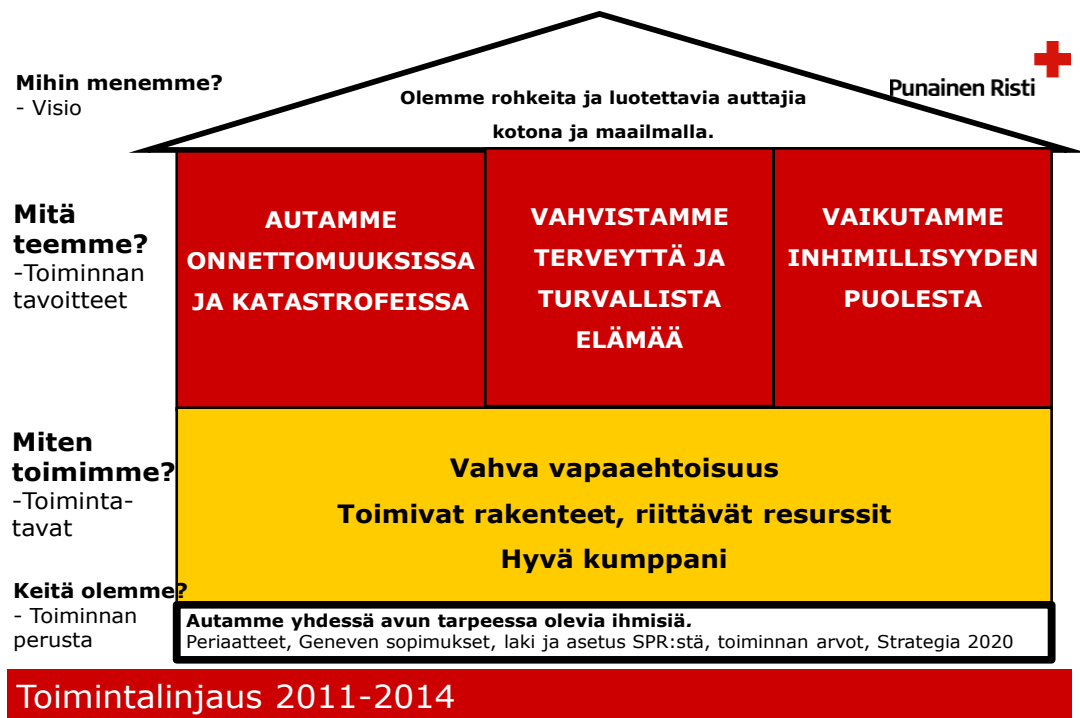 Mihin menemme?
- Visio
Olemme rohkeita ja luotettavia auttajia
kotona ja maailmalla.
Punainen Risti
Mitä
teemme?
-Toiminnan
tavoitteet
AUTAMME
ONNETTOMUUKSISSA
JA KATASTROFEISSA
VAHVISTAMME
TERVEYTTÄ JA
TURVALLISTA
ELÄMÄÄ
VAIKUTAMME
INHIMILLISYYDEN
PUOLESTA
Miten
toimimme?
-Toiminta-
tavat
Vahva vapaaehtoisuus
Toimivat rakenteet, riittävät resurssit
Hyvä kumppani
Keitä olemme?
- Toiminnan
perusta
Autamme yhdessä avun tarpeessa olevia ihmisiä.
Periaatteet, Geneven sopimukset, laki ja asetus SPR:stä, toiminnan arvot, Strategia 2020
Toimintalinjaus 2011-2014